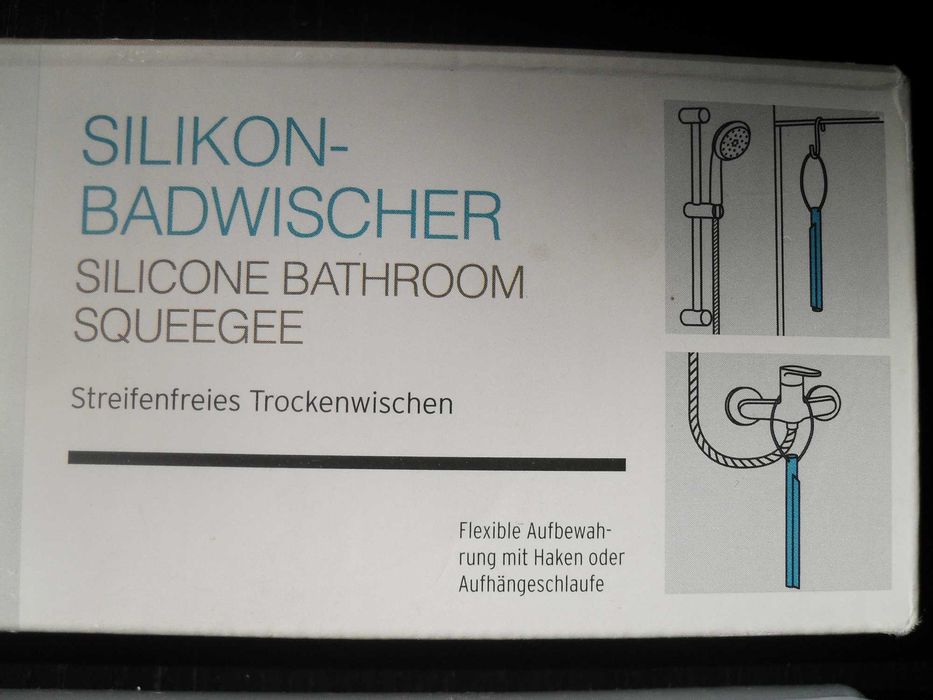 SILIKON-
BADWISCHER
SILICONE BATHROOM
SQUEEGEE
Streifenfreies Trockenwischen
Flexible Aufbewah-
rung mit Haken oder
Aufhängeschlaufe